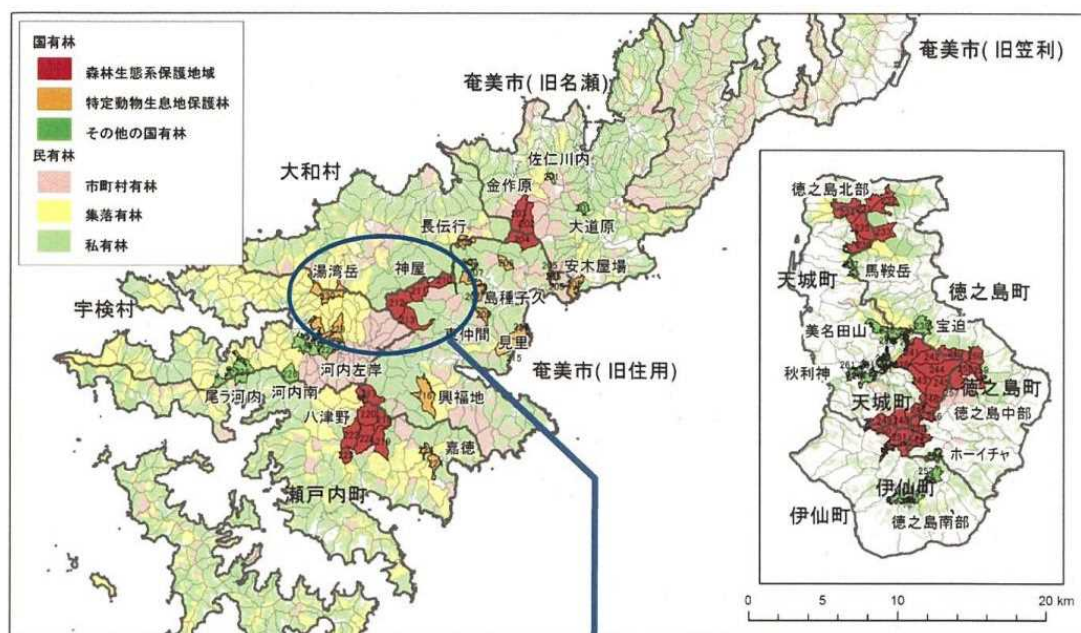 国有林
森林生態系保護地域
特定動物生息地保護林
その他の国有林
民有林
市町村有林
集落有林
私有林
奄美市(旧笠利)
奄美市(旧名瀬)
佐仁川内
大和村
金作原
長伝行
大道原
湯湾岳
神屋
安木屋場
宇検村
島種子久
東仲間
見里
河内左岸
奄美市(旧住用)
尾う河内
河内南
八津野
興福地
嘉徳
瀬戸内町
徳之島北部
天城町
馬鞍岳
徳之島町
美名田山
宝迫
秋利神
徳之島町
天城町
徳之島中部
ホーイチャ
伊仙町
伊仙町
徳之島南部
0 5 10 20 km